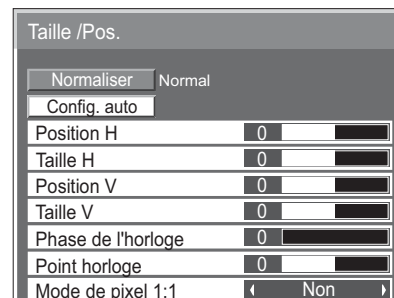 Taille /Pos.
Normaliser Normal
Config. auto
Position H 0
Taille H 0
Position V 0
Taille V 0
Phase de l'horloge 0
Point horloge 0
Mode de pixel 1:1 Non